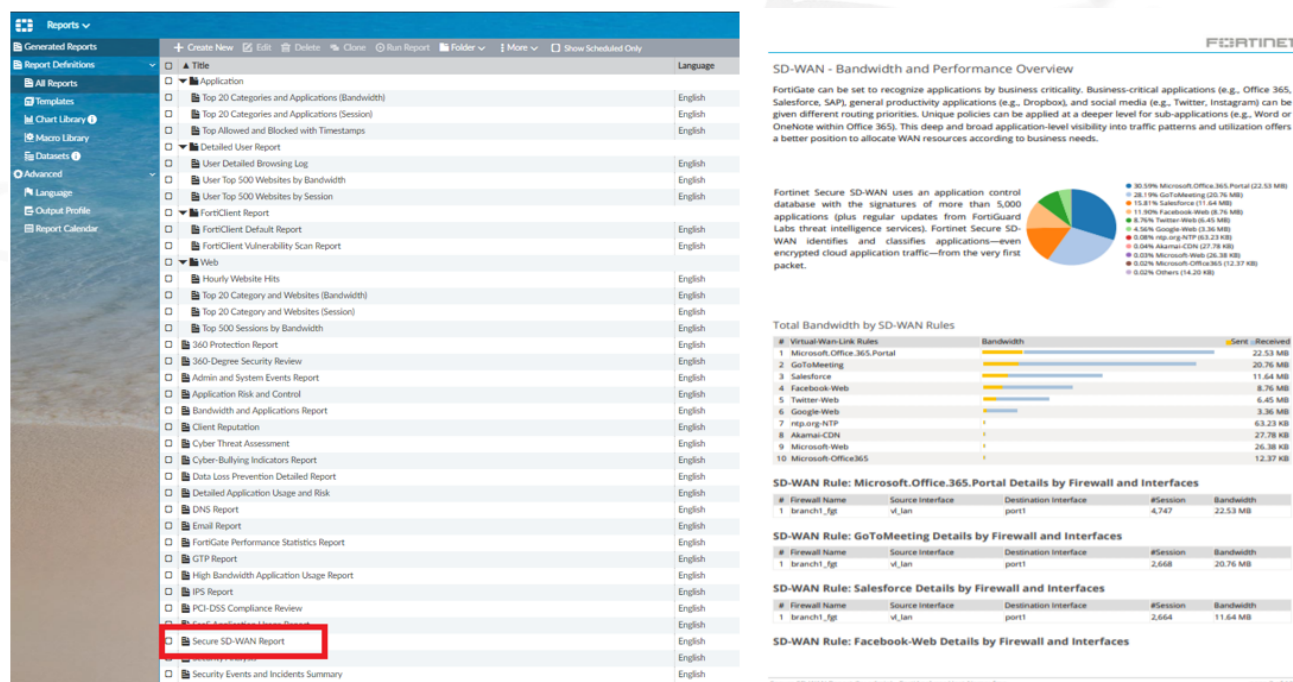 Reports
Generated Reports
Report Definitions
All Reports
Templates
Chart Library
Macro Library
Datasets
Advanced
Language
Output Profile
Report Calendar
Create New Edit Delete Clone Run Report Folder More Show Scheduled Only
Title Language
Application
Top 20 Categories and Applications (Bandwidth) English
Top 20 Categories and Applications (Session) English
Top Allowed and Blocked with Timestamps English
Detailed User Report
User Detailed Browsing Log English
User Top 500 Websites by Bandwidth English
User Top 500 Websites by Session English
FortiClient Report
FortiClient Default Report English
FortiClient Vulnerability Scan Report English
Web
Hourly Website Hits English
Top 20 Category and Websites (Bandwidth) English
Top 20 Category and Websites (Session) English
Top 500 Sessions by Bandwidth English
360 Protection Report English
360-Degree Security Review English
Admin and System Events Report English
Application Risk and Control English
Bandwidth and Applications Report English
Client Reputation English
Cyber Threat Assessment English
Cyber-Bullying Indicators Report English
Data Loss Prevention Detailed Report English
Detailed Application Usage and Risk English
DNS Report English
Email Report English
FortiGate Performance Statistics Report English
GTP Report English
High Bandwidth Application Usage Report English
IPS Report English
PCI-DSS Compliance Review English
SaaS Application Usage Report English
Secure SD-WAN Report English
Security Analysis English
Security Events and Incidents Summary English
FORTINET
SD-WAN - Bandwidth and Performance Overview
FortiGate can be set to recognize applications by business criticality. Business-critical applications (e.g., Office 365,
Salesforce, SAP), general productivity applications (e.g., Dropbox), and social media (e.g., Twitter, Instagram) can be
given different routing priorities. Unique policies can be applied at a deeper level for sub-applications (e.g., Word or
OneNote within Office 365). This deep and broad application-level visibility into traffic patterns and utilization offers
a better position to allocate WAN resources according to business needs.
Fortinet Secure SD-WAN uses an application control
database with the signatures of more than 5,000
applications (plus regular updates from FortiGuard
Labs threat intelligence services). Fortinet Secure SD-
WAN identifies and classifies applications—even
encrypted cloud application traffic—from the very first
packet.
30.59% Microsoft.Office.365.Portal (22.53 MB)
28.19% GoToMeeting (20.76 MB)
15.81% Salesforce (11.64 MB)
11.90% Facebook-Web (8.76 MB)
8.76% Twitter-Web (6.45 MB)
4.56% Google-Web (3.36 MB)
0.08% ntp.org-NTP (63.23 KB)
0.04% Akamai-CDN (27.78 KB)
0.03% Microsoft-Web (26.38 KB)
0.02% Microsoft-Office365 (12.37 KB)
0.02% Others (14.20 KB)
Total Bandwidth by SD-WAN Rules
# Virtual-Wan-Link Rules Bandwidth Sent Received
1 Microsoft.Office.365.Portal 22.53 MB
2 GoToMeeting 20.76 MB
3 Salesforce 11.64 MB
4 Facebook-Web 8.76 MB
5 Twitter-Web 6.45 MB
6 Google-Web 3.36 MB
7 ntp.org-NTP 63.23 KB
8 Akamai-CDN 27.78 KB
9 Microsoft-Web 26.38 KB
10 Microsoft-Office365 12.37 KB
SD-WAN Rule: Microsoft.Office.365.Portal Details by Firewall and Interfaces
# Firewall Name Source Interface Destination Interface #Session Bandwidth
1 branch1_fgt vl_lan port1 4,747 22.53 MB
SD-WAN Rule: GoToMeeting Details by Firewall and Interfaces
# Firewall Name Source Interface Destination Interface #Session Bandwidth
1 branch1_fgt vl_lan port1 2,668 20.76 MB
SD-WAN Rule: Salesforce Details by Firewall and Interfaces
# Firewall Name Source Interface Destination Interface #Session Bandwidth
1 branch1_fgt vl_lan port1 2,664 11.64 MB
SD-WAN Rule: Facebook-Web Details by Firewall and Interfaces